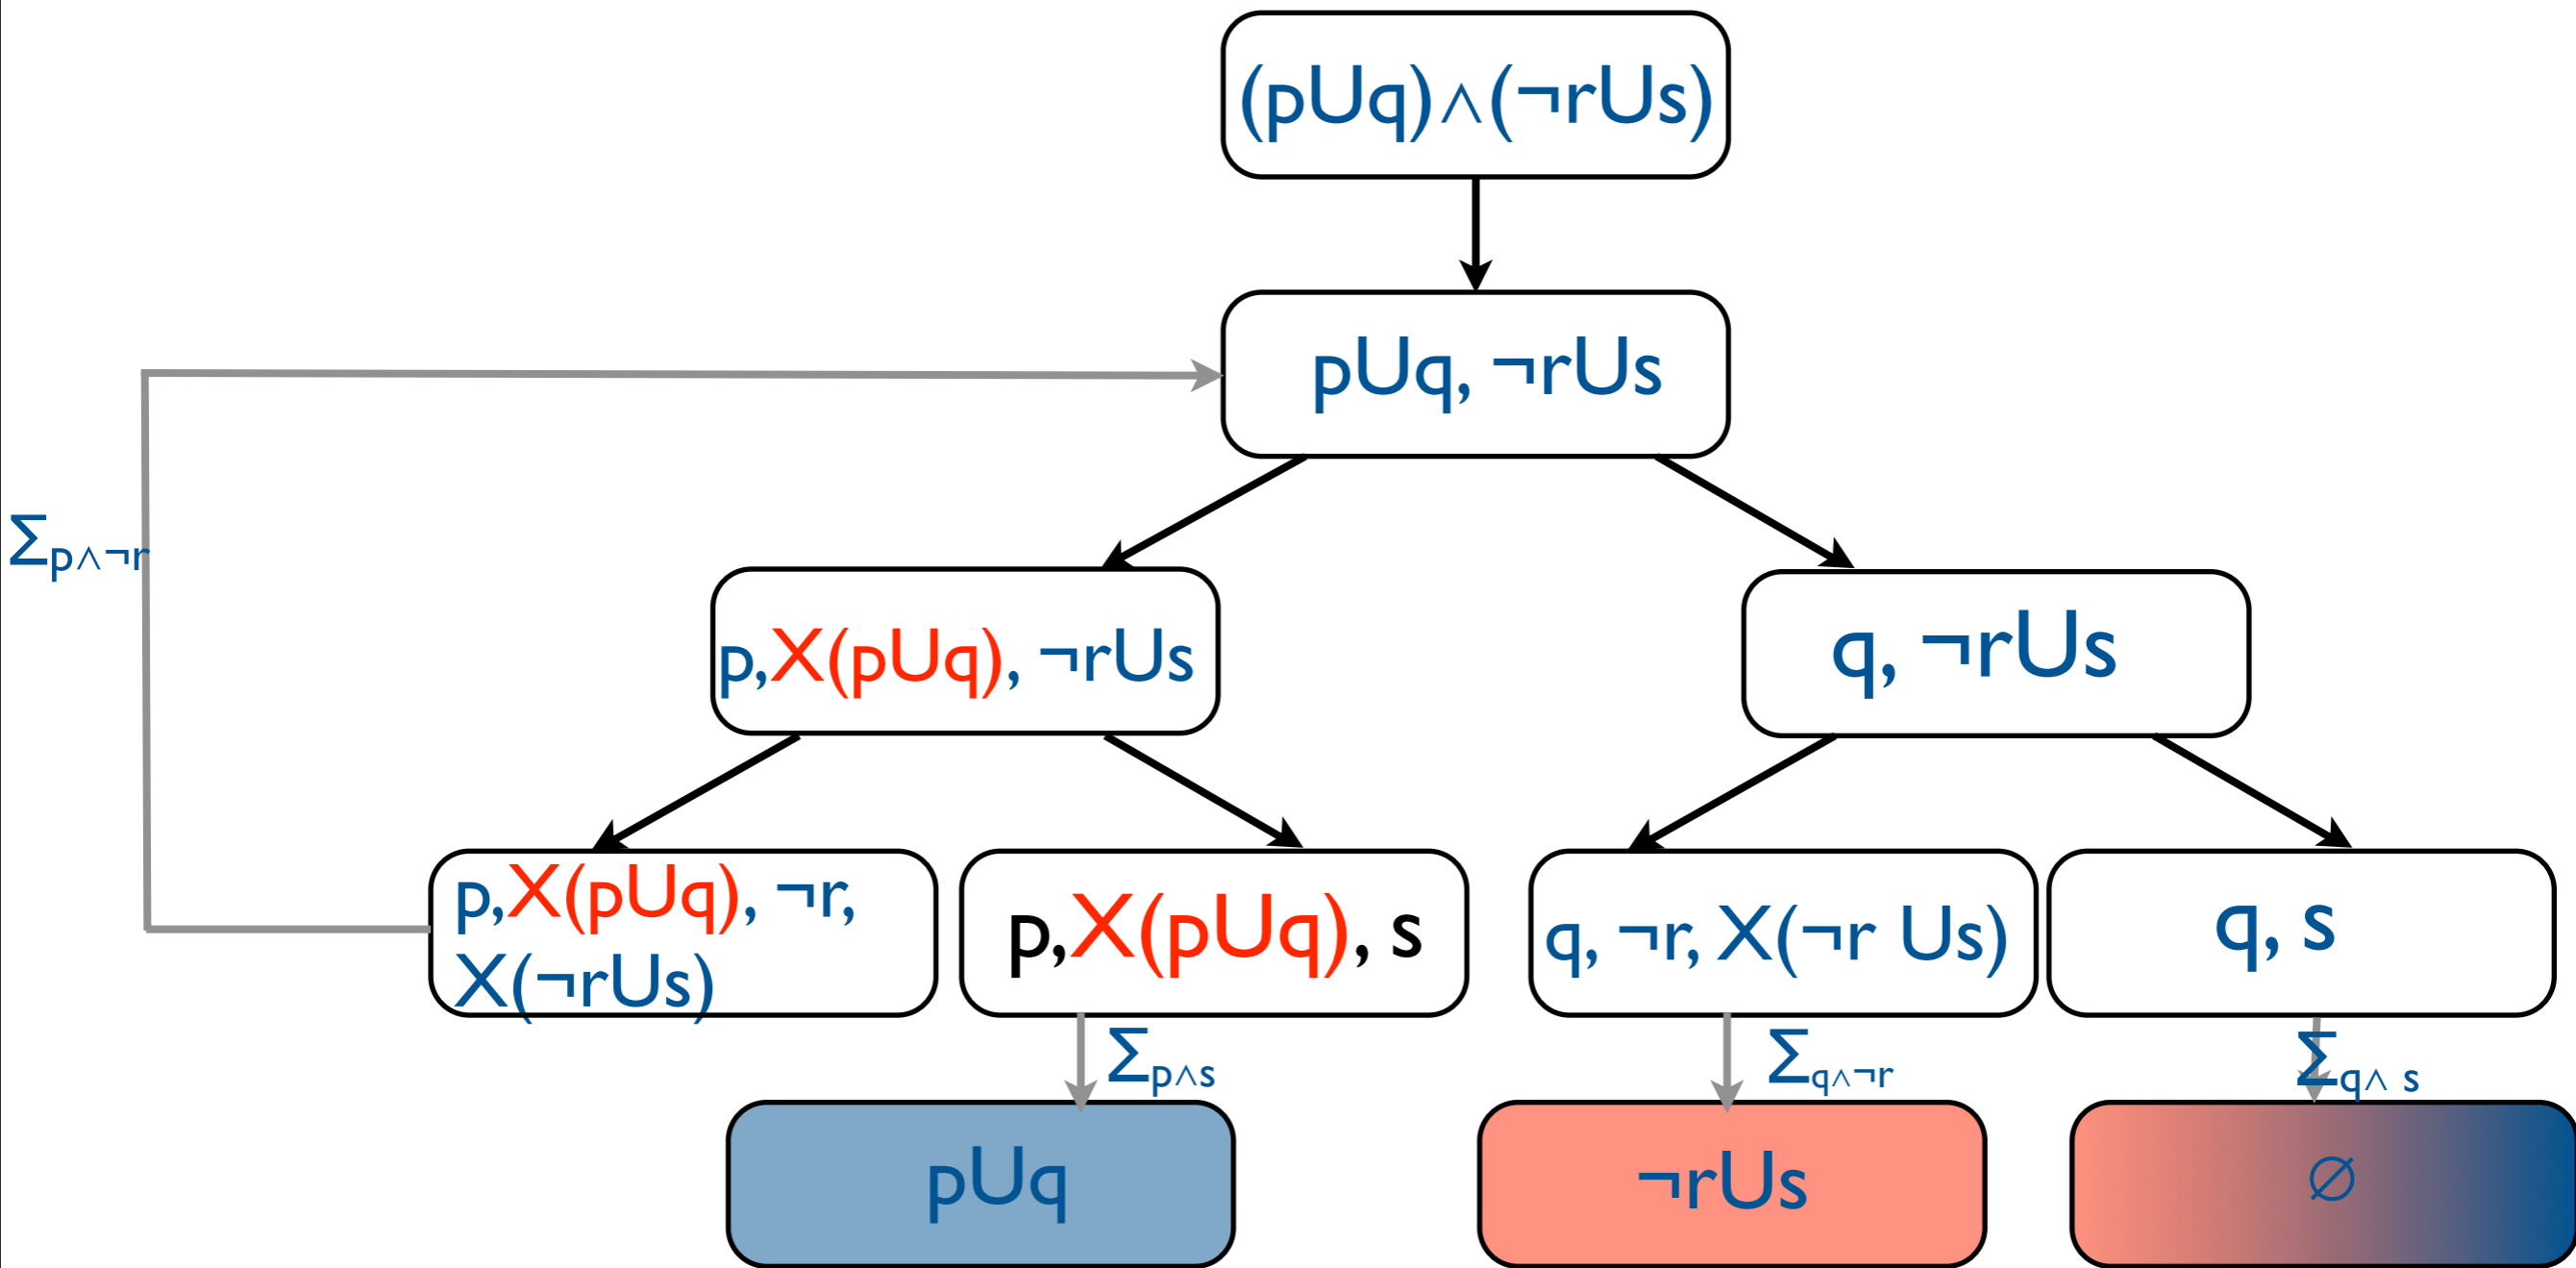 (pUq)∧(¬rUs)
pUq, ¬rUs
Σp∧¬r
p,X(pUq), ¬rUs
q, ¬rUs
p,X(pUq), ¬r,
X(¬rUs)
p,X(pUq), s
q, ¬r, X(¬r Us)
q, s
Σp∧s
Σq∧¬r
Σq∧ s
pUq
¬rUs
∅